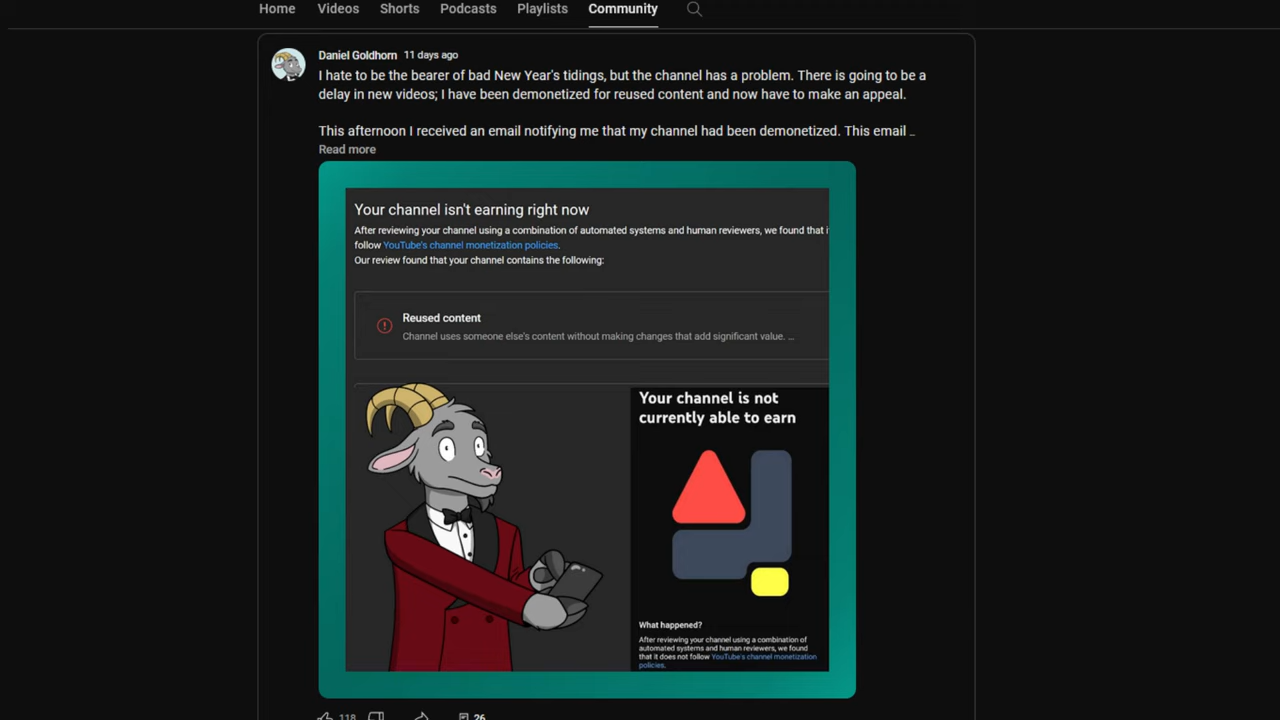 Home Videos Shorts Podcasts Playlists Community
Daniel Goldhorn 11 days ago
I hate to be the bearer of bad New Year's tidings, but the channel has a problem. There is going to be a
delay in new videos; I have been demonetized for reused content and now have to make an appeal.
This afternoon I received an email notifying me that my channel had been demonetized. This email ...
Read more
Your channel isn't earning right now
After reviewing your channel using a combination of automated systems and human reviewers, we found that it
follow YouTube's channel monetization policies.
Our review found that your channel contains the following:
Reused content
Channel uses someone else's content without making changes that add significant value. ...
Your channel is not
currently able to earn
What happened?
After reviewing your channel using a combination of
automated systems and human reviewers, we found
that it does not follow YouTube's channel monetization
policies.
118 26